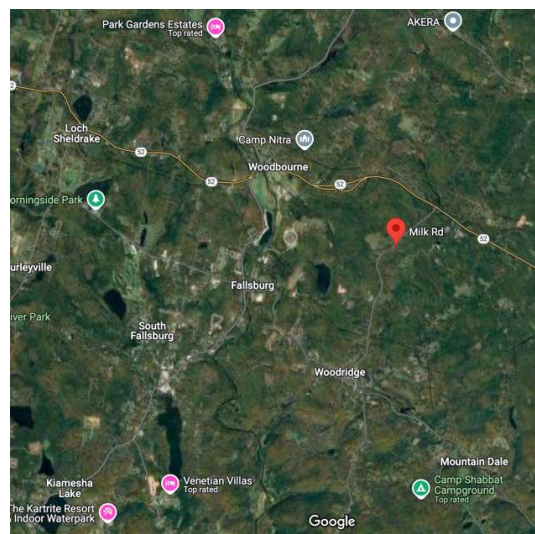 Park Gardens Estates
Top rated
AKERA
52
Loch
Sheldrake
Camp Nitra
52
Woodbourne
52
52
orningside Park
Milk Rd
52
urleyville
Fallsburg
iver Park
South
Fallsburg
Woodridge
Mountain Dale
Kiamesha
Lake
Venetian Villas
Top rated
Camp Shabbat
Campground
Top rated
The Kartrite Resort
Indoor Waterpark
Google